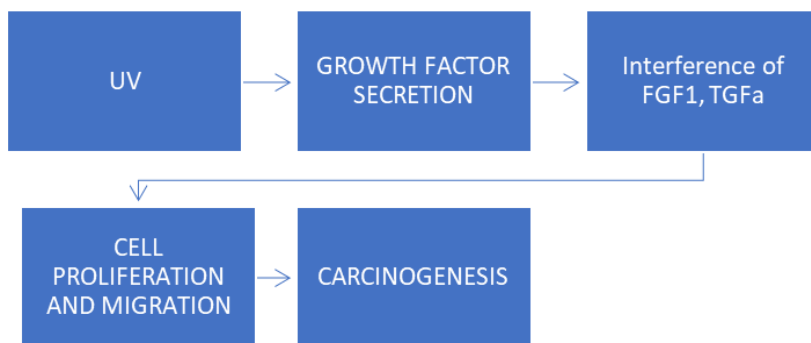 UV
GROWTH FACTOR
SECRETION
Interference of
FGF1, TGFa
CELL
PROLIFERATION
AND MIGRATION
CARCINOGENESIS